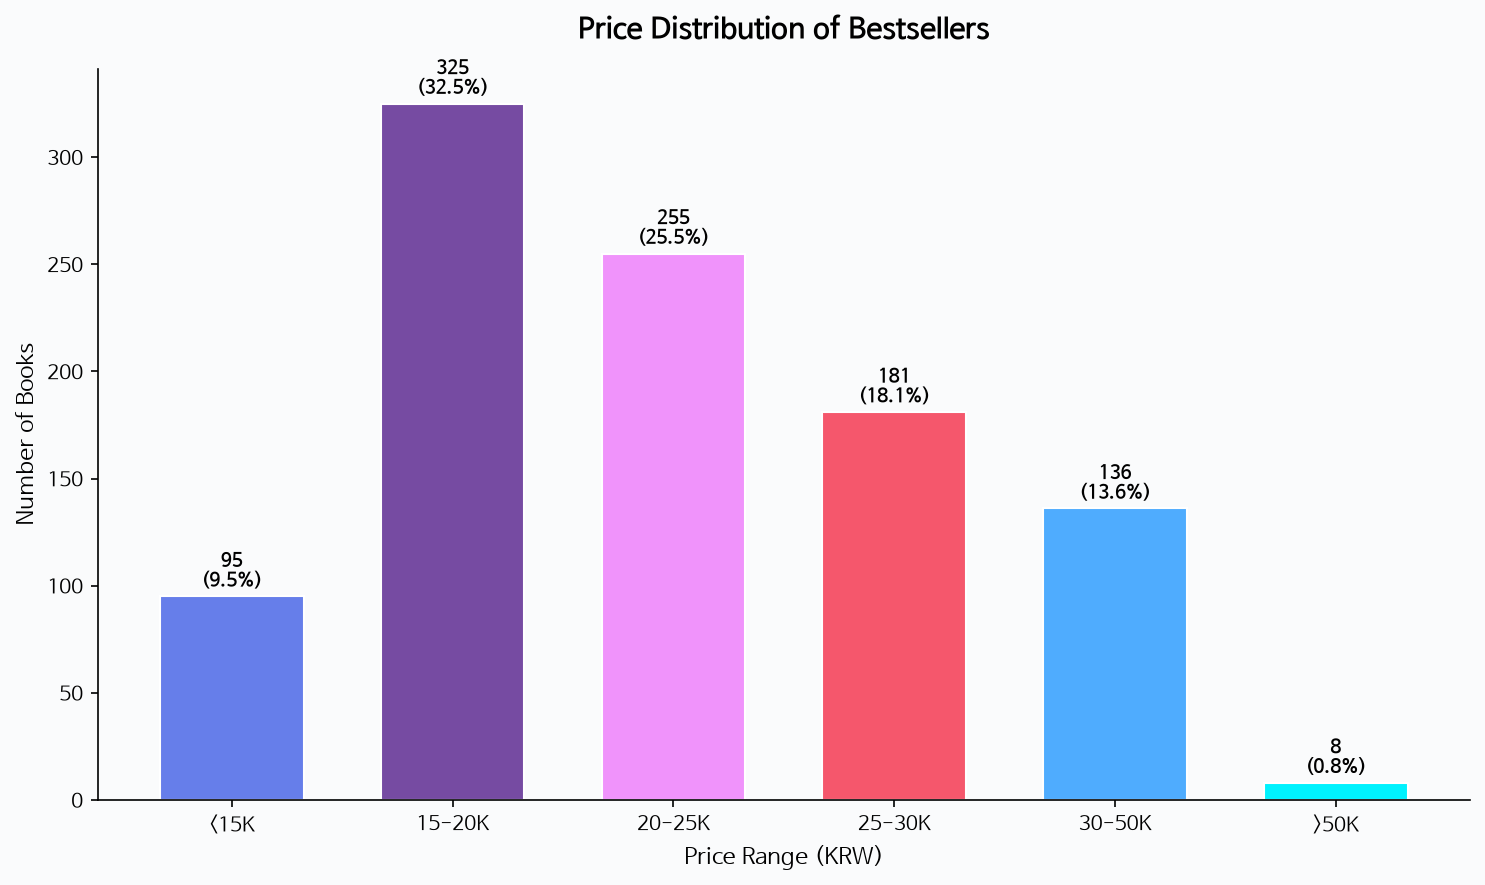 Price Distribution of Bestsellers
325
(32.5%)
255
(25.5%)
181
(18.1%)
136
(13.6%)
95
(9.5%)
8
(0.8%)
300
250
200
150
100
50
0
Number of Books
<15K
15-20K
20-25K
25-30K
30-50K
>50K
Price Range (KRW)